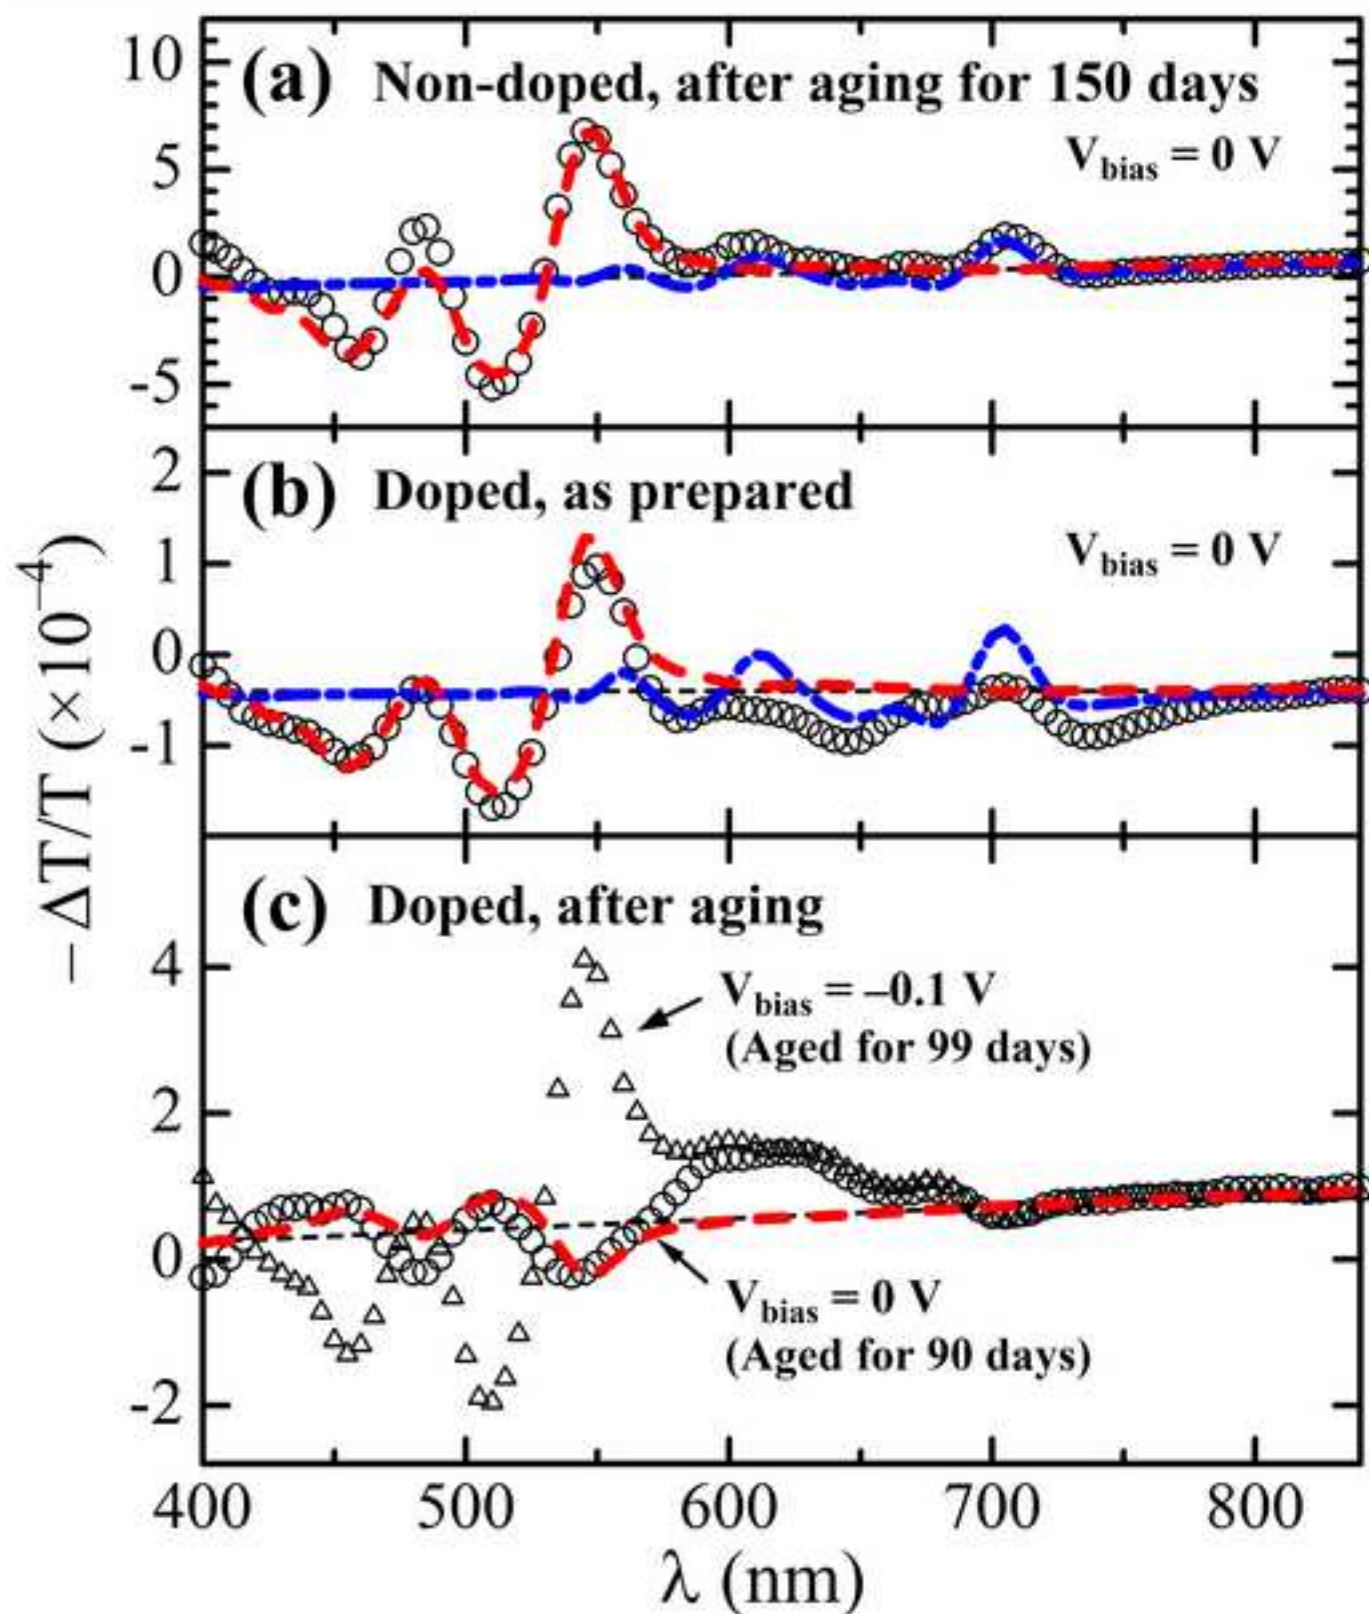 (a) Non-doped, after aging for 150 days
V_bias = 0 V
10
5
0
-5
(b) Doped, as prepared
V_bias = 0 V
2
1
0
-1
−ΔT/T (×10⁻⁴)
(c) Doped, after aging
V_bias = –0.1 V
(Aged for 99 days)
4
2
0
-2
V_bias = 0 V
(Aged for 90 days)
400 500 600 700 800
λ (nm)